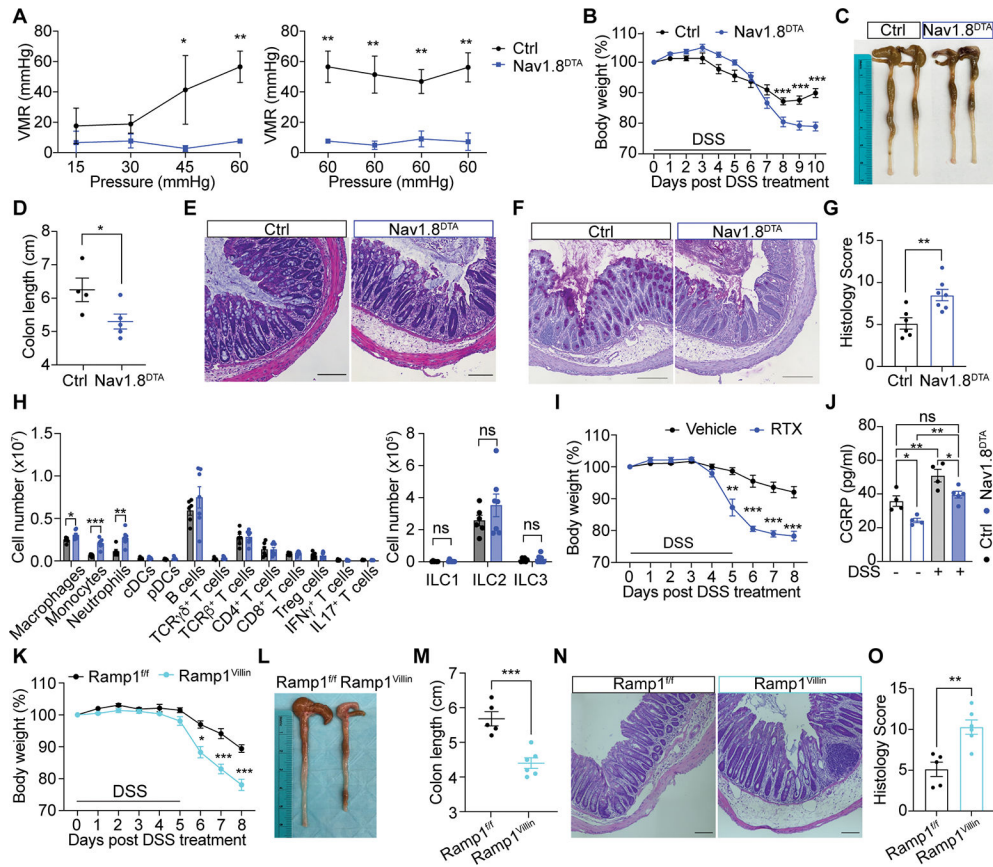 A
VMR (mmHg)
80
60
40
20
0
*
**
15 30 45 60
Pressure (mmHg)
VMR (mmHg)
80
60
40
20
0
** ** ** **
60 60 60 60
Pressure (mmHg)
Ctrl
Nav1.8DTA
B
Ctrl Nav1.8DTA
Body weight (%)
100
90
80
70
*** *** ***
DSS
0 1 2 3 4 5 6 7 8 9 10
Days post DSS treatment
C
Ctrl Nav1.8DTA
D
Colon length (cm)
8
7
6
5
4
*
Ctrl Nav1.8DTA
E
Ctrl Nav1.8DTA
F
Ctrl Nav1.8DTA
G
Histology Score
15
10
5
0
**
Ctrl
Nav1.8DTA
H
Cell number (x10⁷)
1.5
1.0
0.5
0
* *** **
Macrophages
Monocytes
Neutrophils
cDCs
pDCs
B cells
TCRγδ⁺ T cells
TCRβ⁺ T cells
CD4⁺ T cells
CD8⁺ T cells
Treg cells
IFNγ⁺ T cells
IL17⁺ T cells
Cell number (x10⁵)
8
6
4
2
0
ns ns ns
ILC1 ILC2 ILC3
I
Vehicle RTX
Body weight (%)
110
100
90
80
70
** *** *** ***
DSS
0 1 2 3 4 5 6 7 8
Days post DSS treatment
J
CGRP (pg/ml)
80
60
40
20
0
ns
**
**
* *
DSS - - + +
Ctrl
Nav1.8DTA
K
Ramp1f/f Ramp1Villin
Body weight (%)
110
100
90
80
70
* *** ***
DSS
0 1 2 3 4 5 6 7 8
Days post DSS treatment
L
Ramp1f/f Ramp1Villin
M
Colon length (cm)
7
6
5
4
3
***
Ramp1f/f
Ramp1Villin
N
Ramp1f/f Ramp1Villin
O
Histology Score
15
10
5
0
**
Ramp1f/f
Ramp1Villin